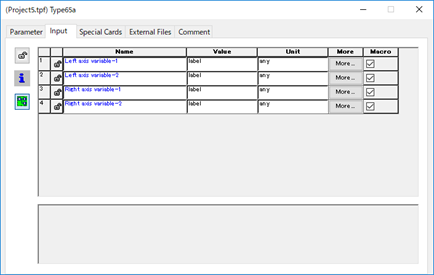 (Project5.tpf) Type65a
Parameter Input Special Cards External Files Comment
Name Value Unit More Macro
1 Left axis variable-1 label any More...
2 Left axis variable-2 label any More...
3 Right axis variable-1 label any More...
4 Right axis variable-2 label any More...